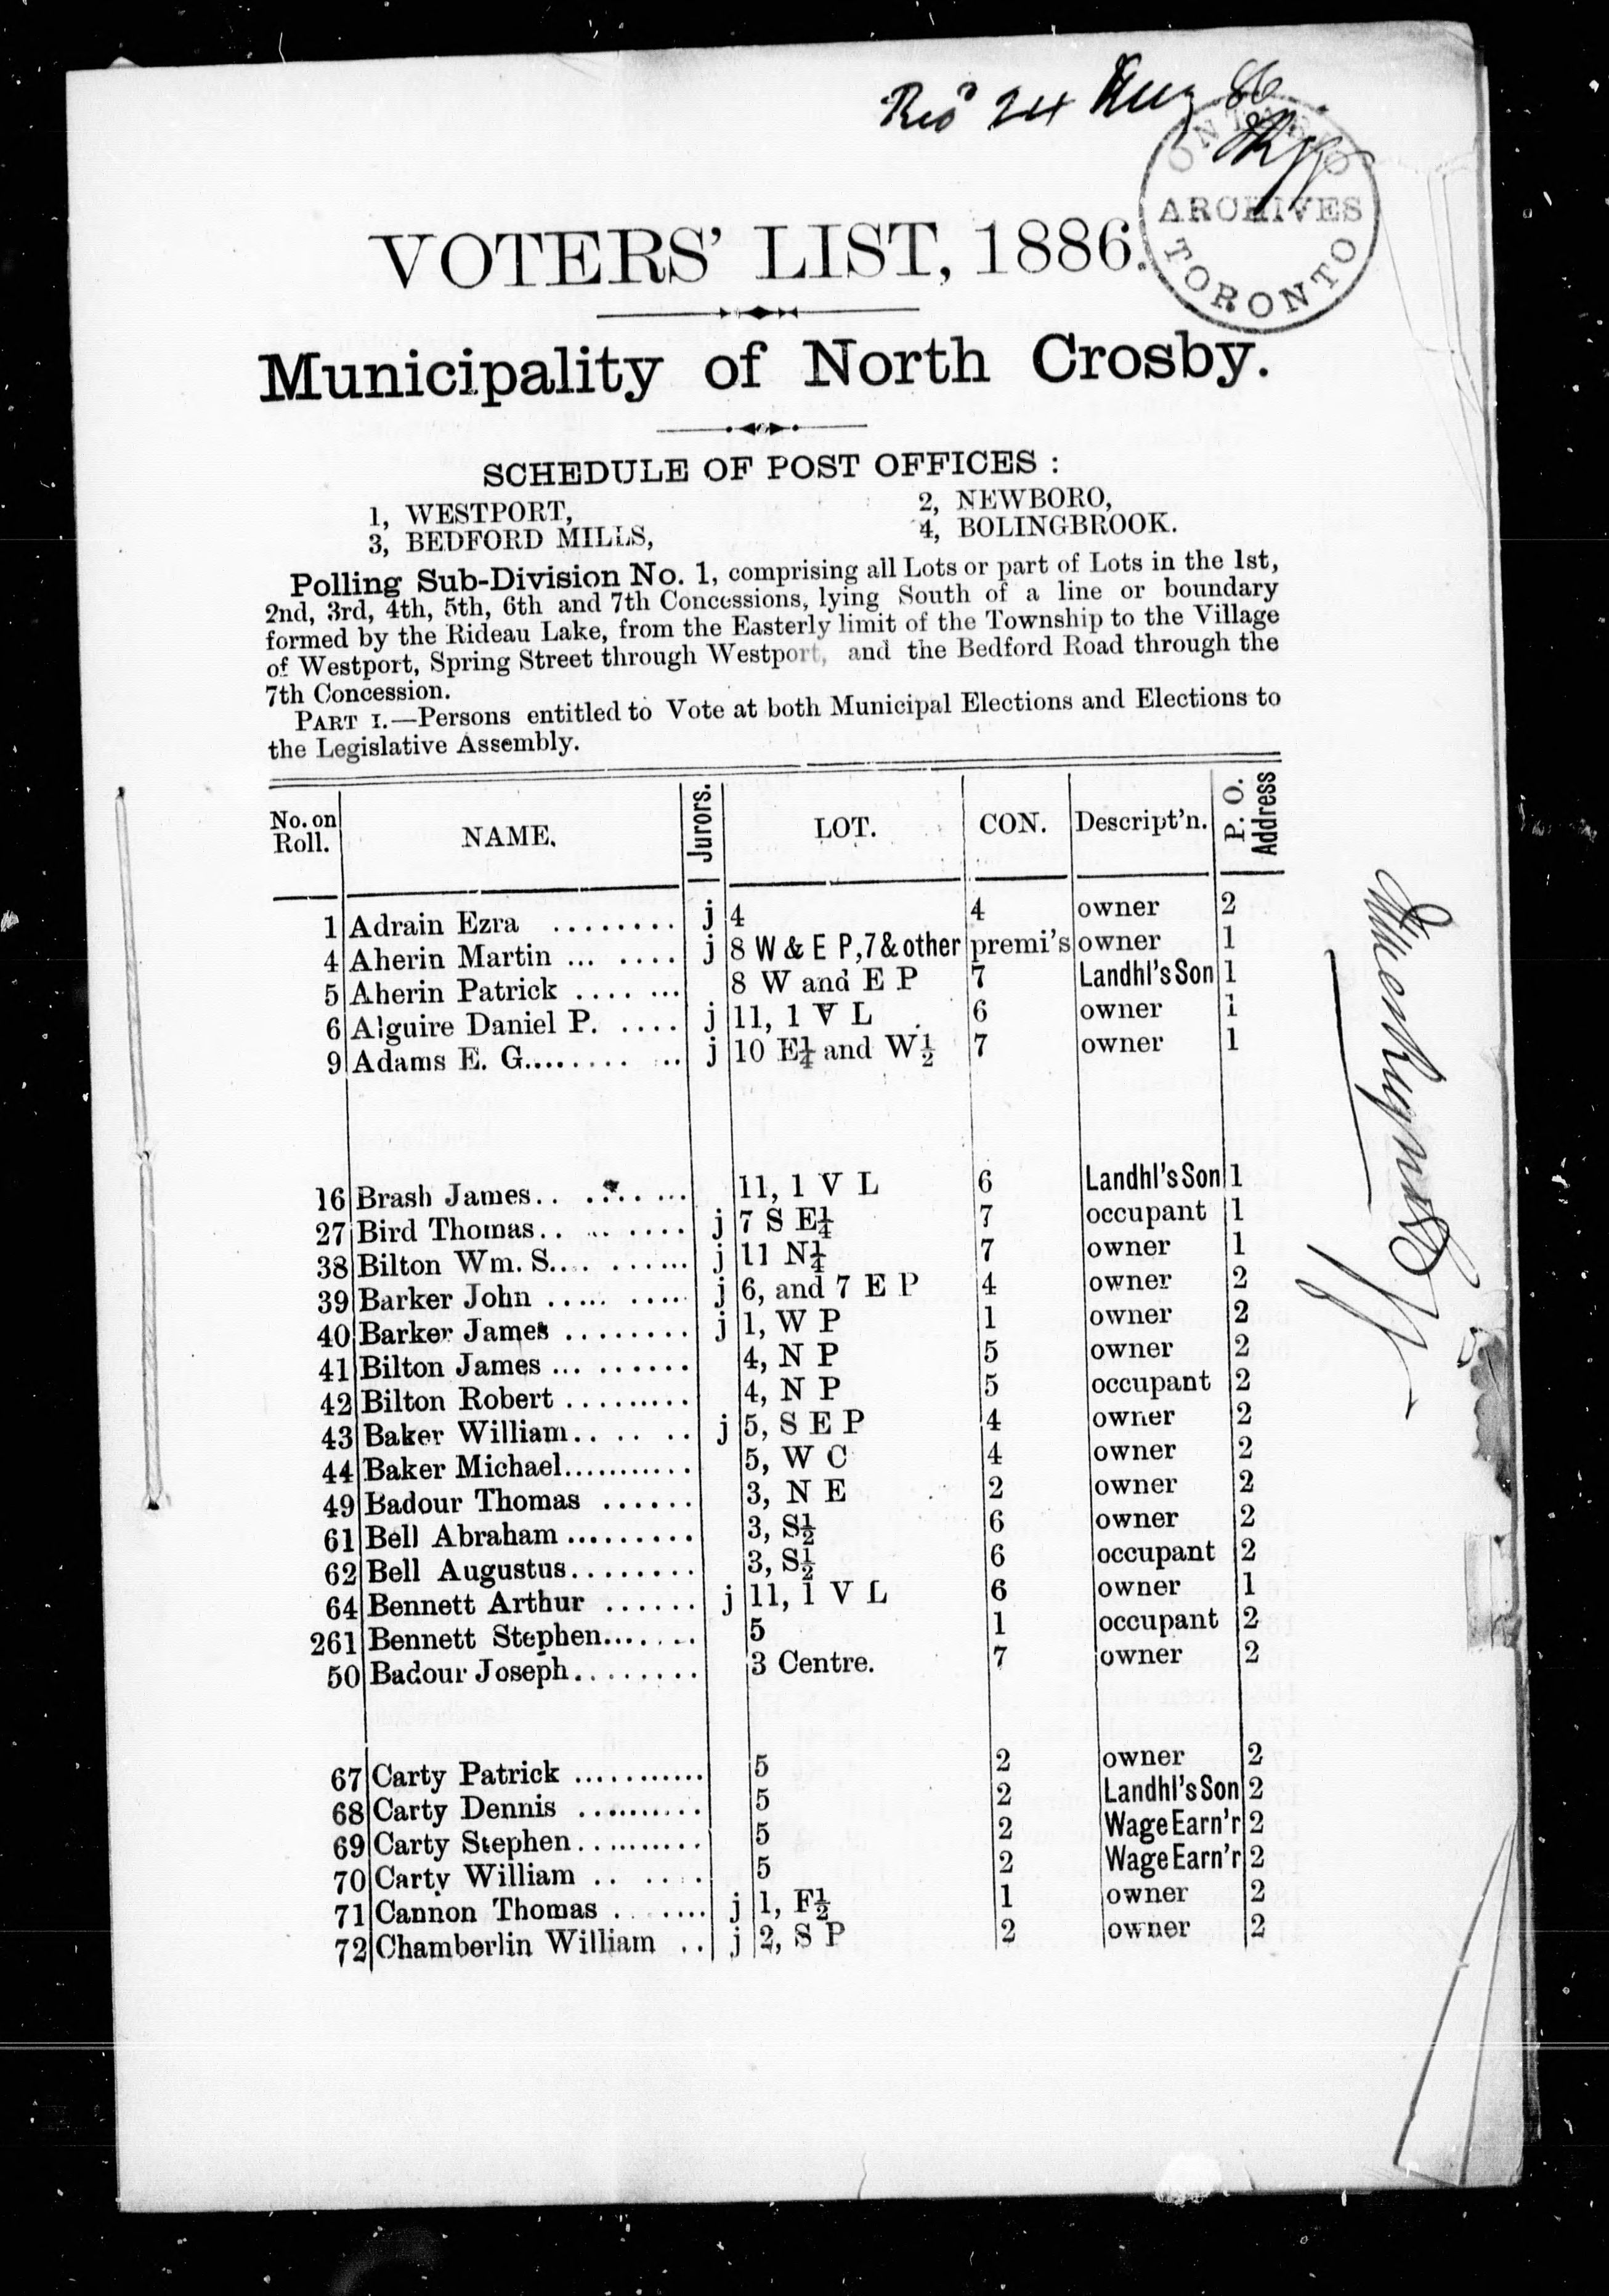 24 Aug 86
ONTARIO
ARCHIVES
TORONTO
VOTERS' LIST, 1886.
Municipality of North Crosby.
SCHEDULE OF POST OFFICES :
1, WESTPORT, 2, NEWBORO,
3, BEDFORD MILLS, 4, BOLINGBROOK.
Polling Sub-Division No. 1, comprising all Lots or part of Lots in the 1st,
2nd, 3rd, 4th, 5th, 6th and 7th Concessions, lying South of a line or boundary
formed by the Rideau Lake, from the Easterly limit of the Township to the Village
of Westport, Spring Street through Westport, and the Bedford Road through the
7th Concession.
PART I.—Persons entitled to Vote at both Municipal Elections and Elections to
the Legislative Assembly.
No. on Roll. NAME. Jurors. LOT. CON. Descript'n. P. O. Address
1 Adrain Ezra ........ j 4 4 owner 2
4 Aherin Martin ... .... j 8 W & E P, 7 & other premi's owner 1
5 Aherin Patrick .... ... 8 W and E P 7 Landhl's Son 1
6 Alguire Daniel P. .... j 11, 1 V L 6 owner 1
9 Adams E. G......... .. j 10 E¼ and W½ 7 owner 1
16 Brash James.. .... ... 11, 1 V L 6 Landhl's Son 1
27 Bird Thomas.. .. .... j 7 S E¼ 7 occupant 1
38 Bilton Wm. S.... ...... j 11 N¼ 7 owner 1
39 Barker John ..... ..... j 6, and 7 E P 4 owner 2
40 Barker James ........ j 1, W P 1 owner 2
41 Bilton James ... ...... 4, N P 5 owner 2
42 Bilton Robert ......... 4, N P 5 occupant 2
43 Baker William.. .. .. j 5, S E P 4 owner 2
44 Baker Michael........... 5, W C 4 owner 2
49 Badour Thomas ...... 3, N E 2 owner 2
61 Bell Abraham ......... 3, S½ 6 owner 2
62 Bell Augustus........ 3, S½ 6 occupant 2
64 Bennett Arthur ...... j 11, 1 V L 6 owner 1
261 Bennett Stephen....... 5 1 occupant 2
50 Badour Joseph........ 3 Centre. 7 owner 2
67 Carty Patrick ........... 5 2 owner 2
68 Carty Dennis .......... 5 2 Landhl's Son 2
69 Carty Stephen.......... 5 2 Wage Earn'r 2
70 Carty William .. .... 5 2 Wage Earn'r 2
71 Cannon Thomas . ..... j 1, F½ 1 owner 2
72 Chamberlin William .. j 2, S P 2 owner 2